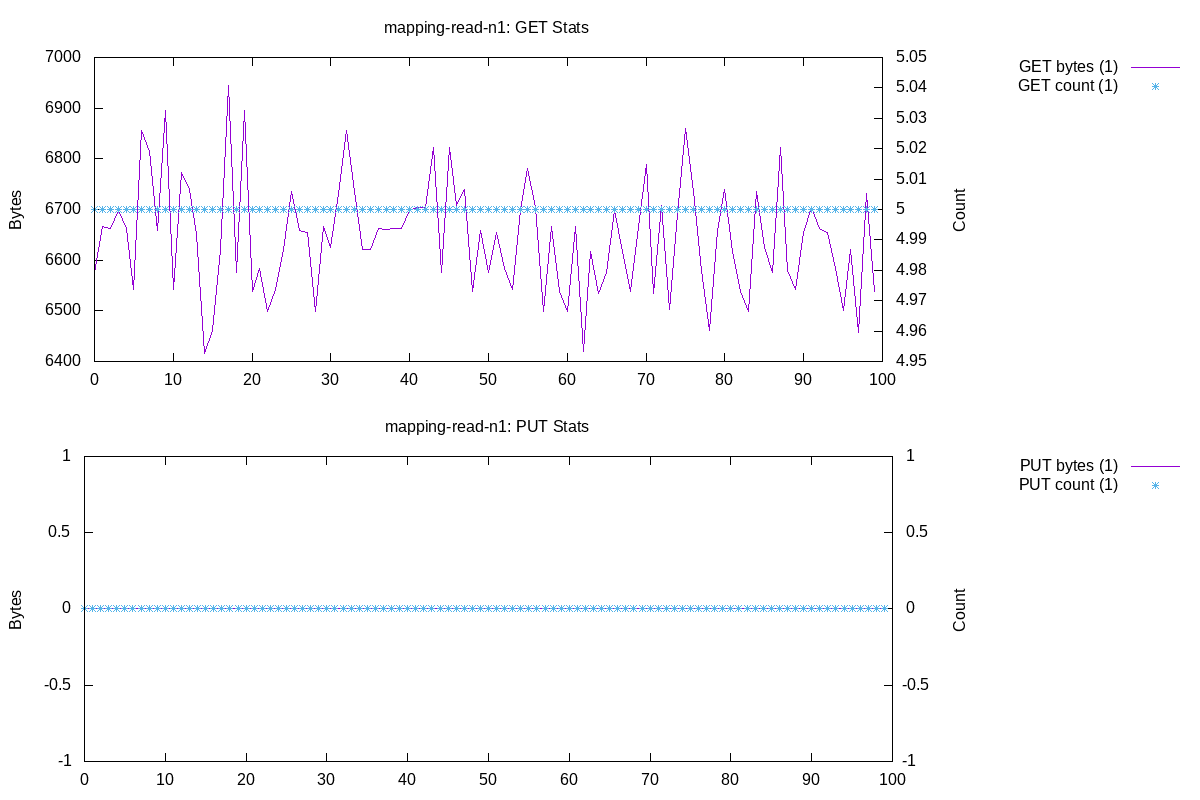 mapping-read-n1: GET Stats
7000
6900
6800
6700
6600
6500
6400
Bytes
5.05
5.04
5.03
5.02
5.01
5
4.99
4.98
4.97
4.96
4.95
Count
0 10 20 30 40 50 60 70 80 90 100
GET bytes (1)
GET count (1)
mapping-read-n1: PUT Stats
1
0.5
0
-0.5
-1
Bytes
1
0.5
0
-0.5
-1
Count
0 10 20 30 40 50 60 70 80 90 100
PUT bytes (1)
PUT count (1)